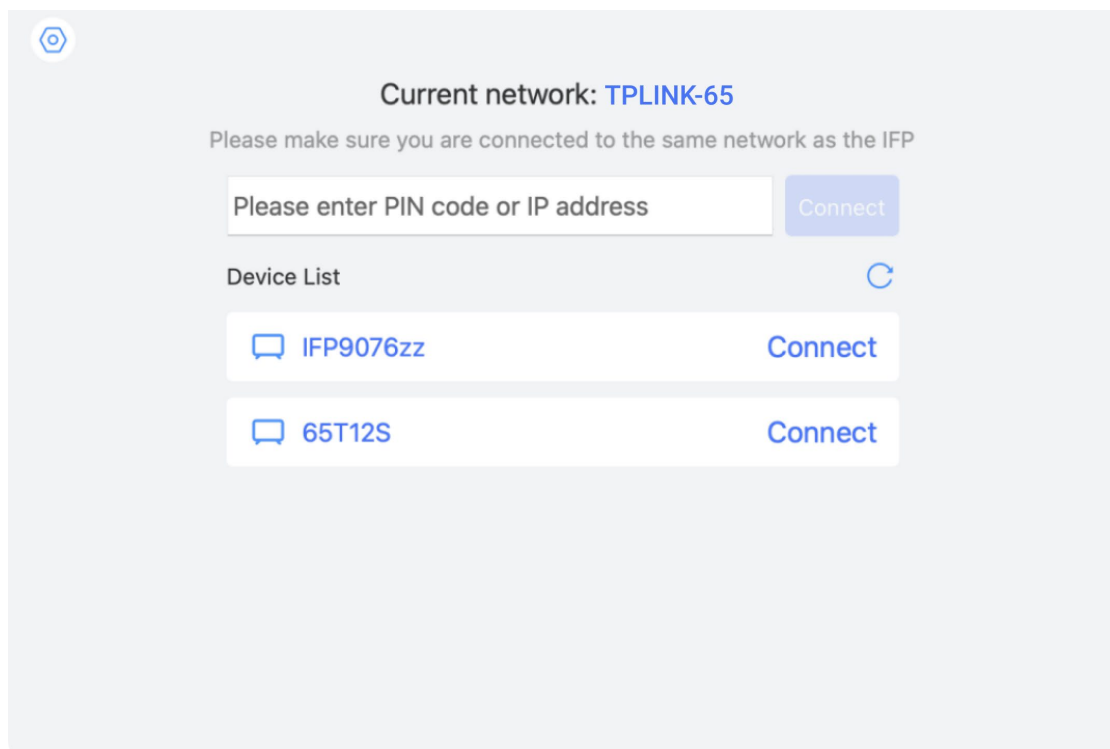 Current network: TPLINK-65
Please make sure you are connected to the same network as the IFP
Please enter PIN code or IP address Connect
Device List
IFP9076zz Connect
65T12S Connect